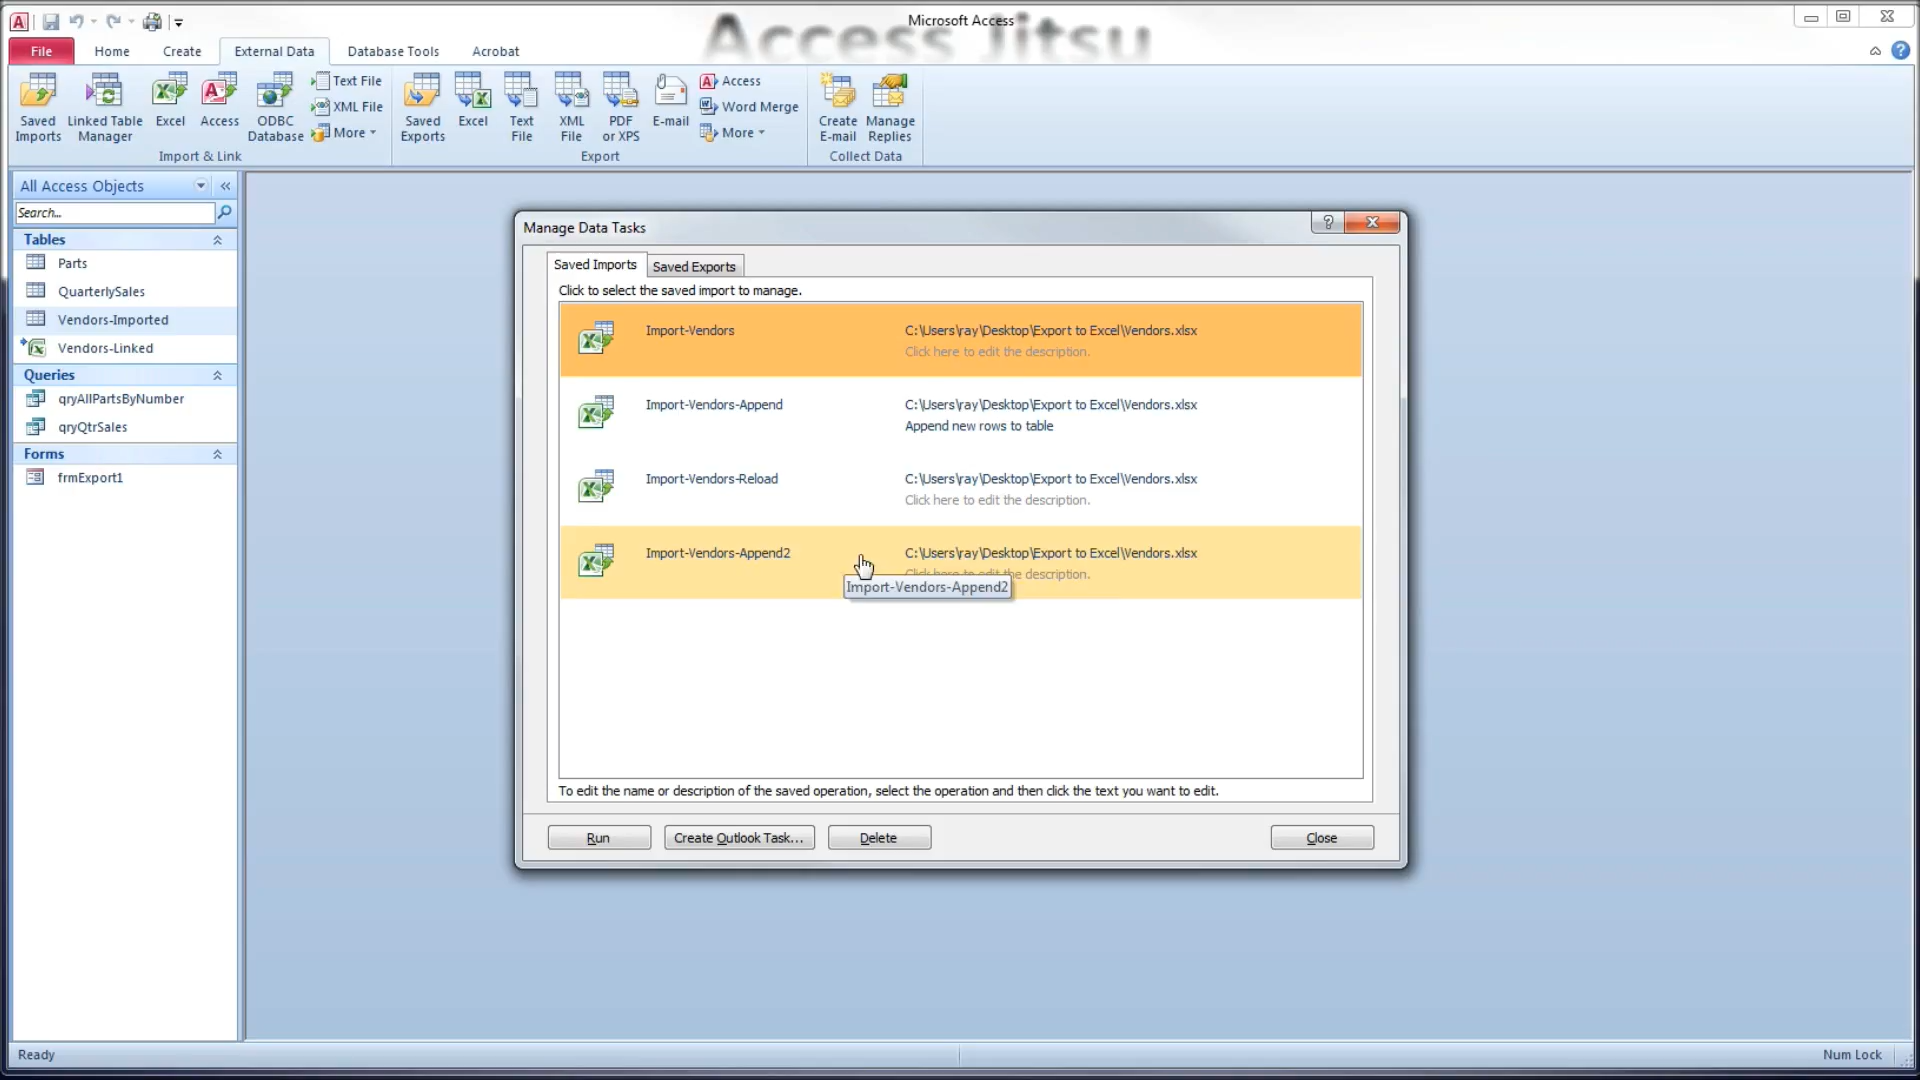 Microsoft Access
Access Jitsu
File
Home
Create
External Data
Database Tools
Acrobat
Saved
Imports
Linked Table
Manager
Excel
Access
ODBC
Database
Text File
XML File
More
Import & Link
Saved
Exports
Excel
Text
File
XML
File
PDF
or XPS
E-mail
Access
Word Merge
More
Export
Create
E-mail
Manage
Replies
Collect Data
All Access Objects
Search...
Tables
Parts
QuarterlySales
Vendors-Imported
Vendors-Linked
Queries
qryAllPartsByNumber
qryQtrSales
Forms
frmExport1
Manage Data Tasks
Saved Imports
Saved Exports
Click to select the saved import to manage.
Import-Vendors
C:\Users\ray\Desktop\Export to Excel\Vendors.xlsx
Click here to edit the description.
Import-Vendors-Append
C:\Users\ray\Desktop\Export to Excel\Vendors.xlsx
Append new rows to table
Import-Vendors-Reload
C:\Users\ray\Desktop\Export to Excel\Vendors.xlsx
Click here to edit the description.
Import-Vendors-Append2
C:\Users\ray\Desktop\Export to Excel\Vendors.xlsx
Click here to edit the description.
Import-Vendors-Append2
To edit the name or description of the saved operation, select the operation and then click the text you want to edit.
Run
Create Outlook Task...
Delete
Close
Ready
Num Lock